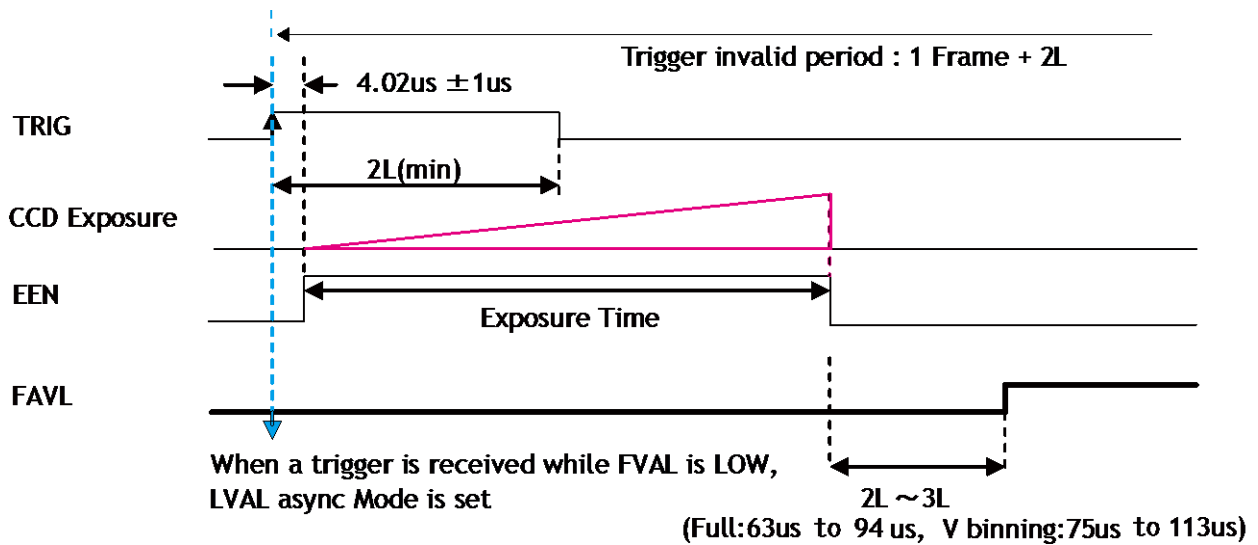 Trigger invalid period : 1 Frame + 2L
4.02us ±1us
TRIG
2L(min)
CCD Exposure
EEN
Exposure Time
FAVL
When a trigger is received while FVAL is LOW,
LVAL async Mode is set
2L ~3L
(Full:63us to 94 us, V binning:75us to 113us)